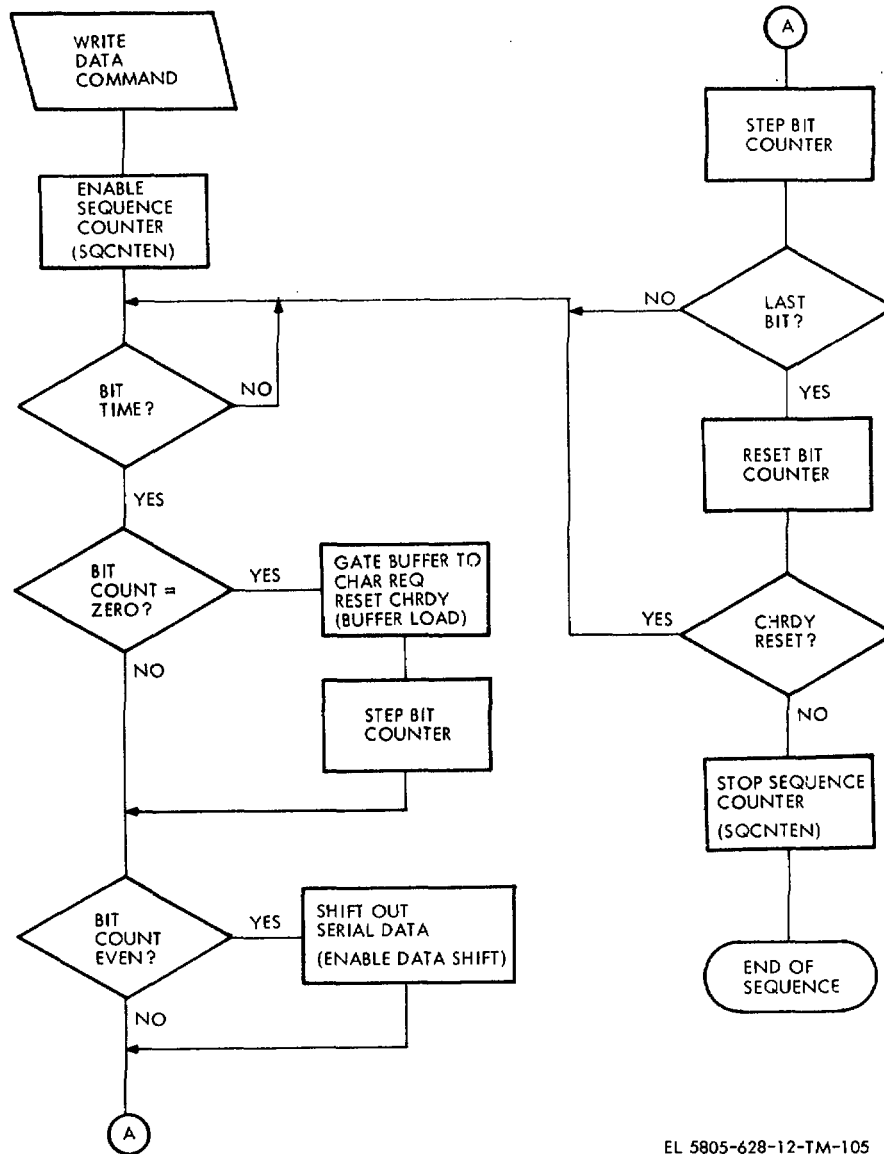 WRITE
DATA
COMMAND
ENABLE
SEQUENCE
COUNTER
(SQCNTEN)
BIT
TIME?
NO
YES
BIT
COUNT =
ZERO?
YES
NO
GATE BUFFER TO
CHAR REQ
RESET CHRDY
(BUFFER LOAD)
STEP BIT
COUNTER
BIT
COUNT
EVEN?
YES
NO
SHIFT OUT
SERIAL DATA
(ENABLE DATA SHIFT)
A
A
STEP BIT
COUNTER
LAST
BIT?
NO
YES
RESET BIT
COUNTER
CHRDY
RESET?
YES
NO
STOP SEQUENCE
COUNTER
(SQCNTEN)
END OF
SEQUENCE
EL 5805-628-12-TM-105